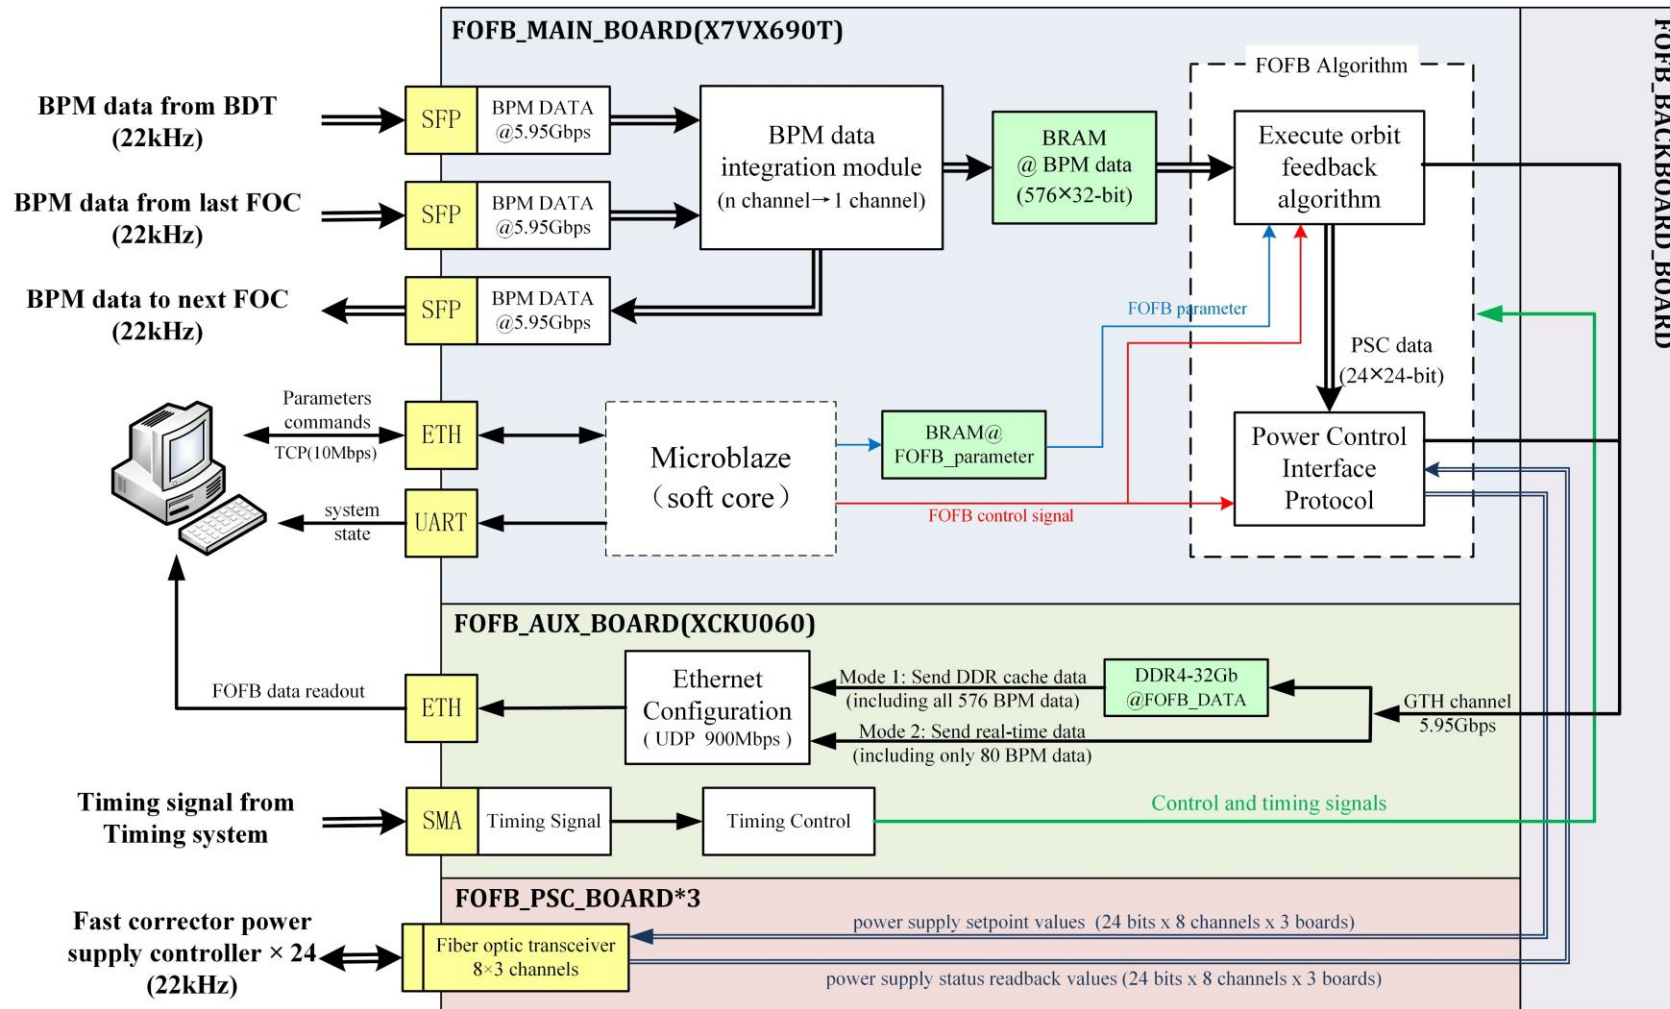 FOFB_MAIN_BOARD(X7VX690T)
FOFB_BACKBOARD_BOARD
FOFB Algorithm
BPM data from BDT
(22kHz)
SFP
BPM DATA
@5.95Gbps
BPM data
integration module
(n channel→1 channel)
BRAM
@ BPM data
(576×32-bit)
Execute orbit
feedback
algorithm
BPM data from last FOC
(22kHz)
SFP
BPM DATA
@5.95Gbps
BPM data to next FOC
(22kHz)
SFP
BPM DATA
@5.95Gbps
FOFB parameter
PSC data
(24×24-bit)
Parameters
commands
TCP(10Mbps)
ETH
Microblaze
（soft core）
BRAM@
FOFB_parameter
Power Control
Interface
Protocol
system
state
UART
FOFB control signal
FOFB_AUX_BOARD(XCKU060)
FOFB data readout
ETH
Ethernet
Configuration
( UDP 900Mbps )
Mode 1: Send DDR cache data
(including all 576 BPM data)
Mode 2: Send real-time data
(including only 80 BPM data)
DDR4-32Gb
@FOFB_DATA
GTH channel
5.95Gbps
Timing signal from
Timing system
SMA
Timing Signal
Timing Control
Control and timing signals
FOFB_PSC_BOARD*3
Fast corrector power
supply controller × 24
(22kHz)
Fiber optic transceiver
8×3 channels
power supply setpoint values (24 bits x 8 channels x 3 boards)
power supply status readback values (24 bits x 8 channels x 3 boards)